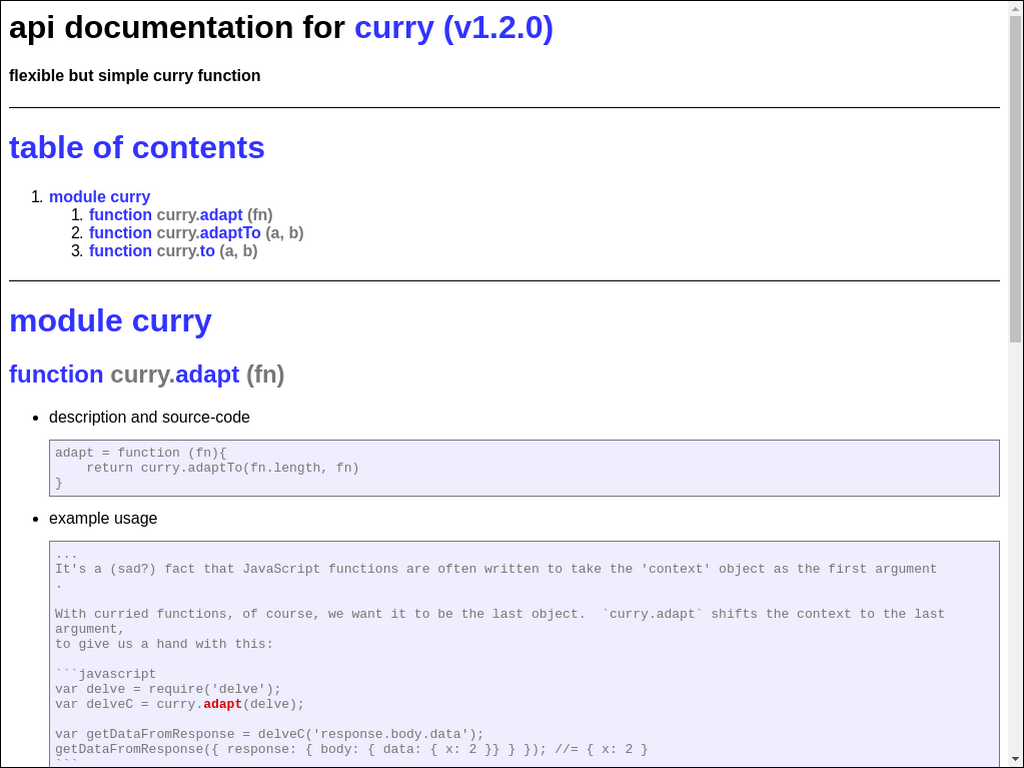 api documentation for curry (v1.2.0)
flexible but simple curry function
table of contents
1. module curry
1. function curry.adapt (fn)
2. function curry.adaptTo (a, b)
3. function curry.to (a, b)
module curry
function curry.adapt (fn)
• description and source-code
adapt = function (fn){
    return curry.adaptTo(fn.length, fn)
}
• example usage
...
It's a (sad?) fact that JavaScript functions are often written to take the 'context' object as the first argument
.
With curried functions, of course, we want it to be the last object.  `curry.adapt` shifts the context to the last
argument,
to give us a hand with this:
```javascript
var delve = require('delve');
var delveC = curry.adapt(delve);
var getDataFromResponse = delveC('response.body.data');
getDataFromResponse({ response: { body: { data: { x: 2 }} } }); //= { x: 2 }
```